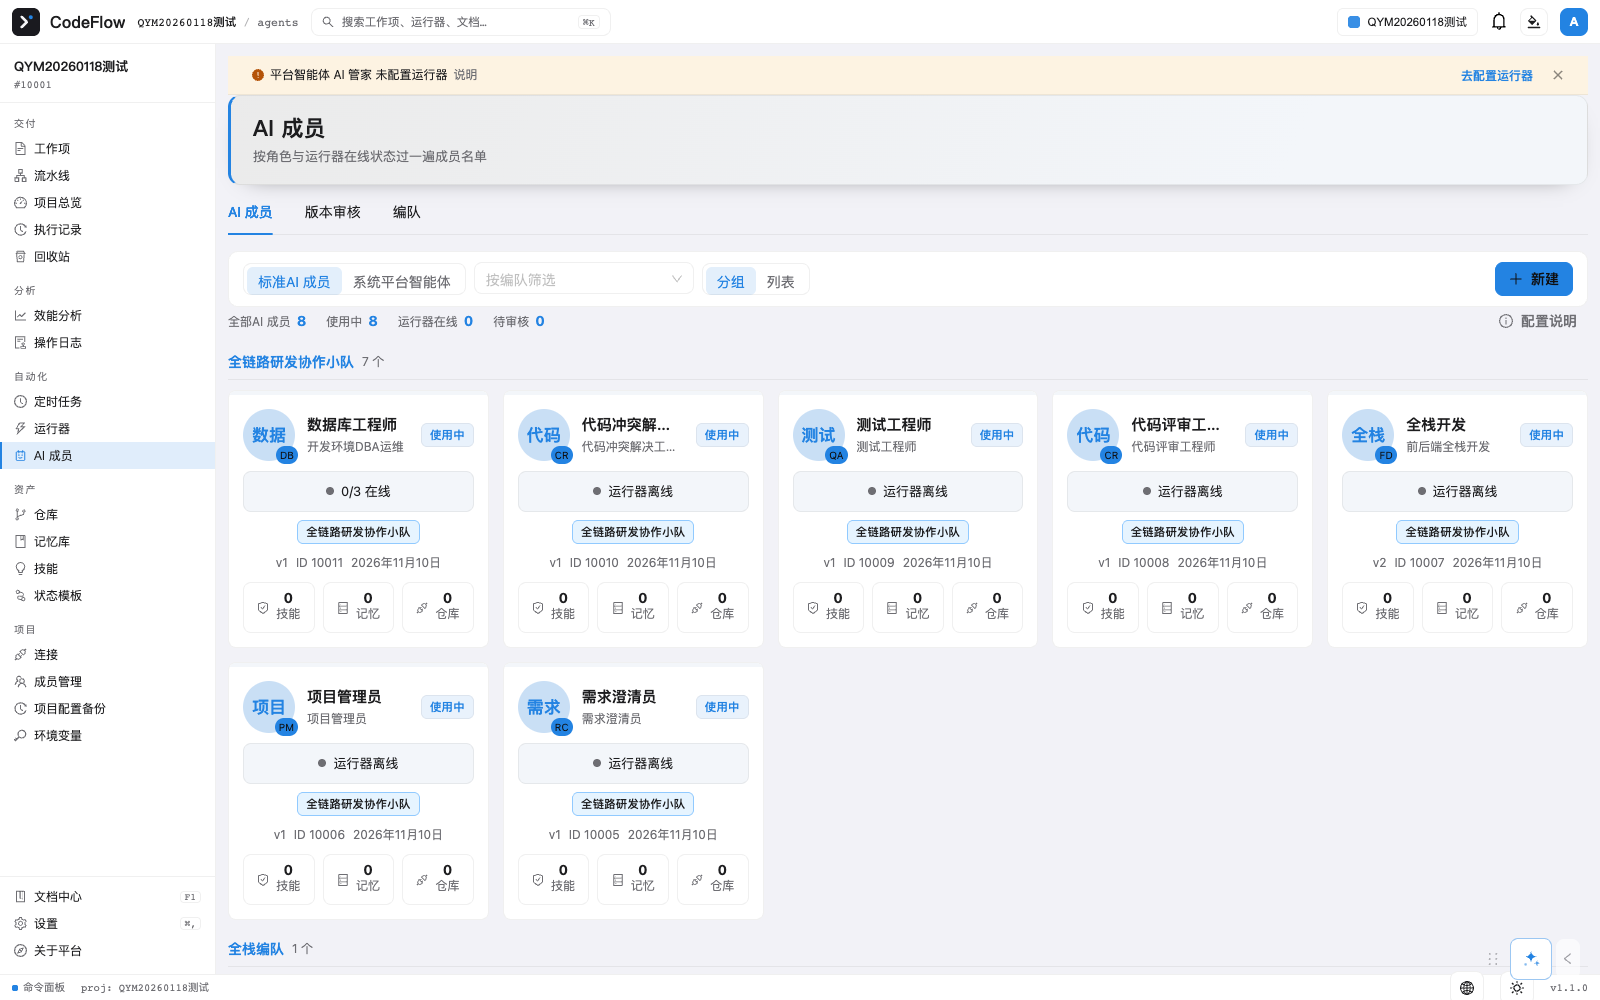 CodeFlow QYM20260118测试 / agents 搜索工作项、运行器、文档... ⌘K QYM20260118测试 A
QYM20260118测试
#10001
交付
工作项
流水线
项目总览
执行记录
回收站
分析
效能分析
操作日志
自动化
定时任务
运行器
AI 成员
资产
仓库
记忆库
技能
状态模板
项目
连接
成员管理
项目配置备份
环境变量
文档中心 F1
设置 ⌘,
关于平台
平台智能体 AI 管家 未配置运行器 说明 去配置运行器
AI 成员
按角色与运行器在线状态过一遍成员名单
AI 成员 版本审核 编队
标准AI 成员 系统平台智能体 按编队筛选 分组 列表 新建
全部AI 成员 8 使用中 8 运行器在线 0 待审核 0 配置说明
全链路研发协作小队 7 个
数据 DB 数据库工程师 使用中
开发环境DBA运维
0/3 在线
全链路研发协作小队
v1 ID 10011 2026年11月10日
0 技能 0 记忆 0 仓库
代码 CR 代码冲突解... 使用中
代码冲突解决工...
运行器离线
全链路研发协作小队
v1 ID 10010 2026年11月10日
0 技能 0 记忆 0 仓库
测试 QA 测试工程师 使用中
测试工程师
运行器离线
全链路研发协作小队
v1 ID 10009 2026年11月10日
0 技能 0 记忆 0 仓库
代码 CR 代码评审工... 使用中
代码评审工程师
运行器离线
全链路研发协作小队
v1 ID 10008 2026年11月10日
0 技能 0 记忆 0 仓库
全栈 FD 全栈开发 使用中
前后端全栈开发
运行器离线
全链路研发协作小队
v2 ID 10007 2026年11月10日
0 技能 0 记忆 0 仓库
项目 PM 项目管理员 使用中
项目管理员
运行器离线
全链路研发协作小队
v1 ID 10006 2026年11月10日
0 技能 0 记忆 0 仓库
需求 RC 需求澄清员 使用中
需求澄清员
运行器离线
全链路研发协作小队
v1 ID 10005 2026年11月10日
0 技能 0 记忆 0 仓库
全栈编队 1 个
命令面板 proj: QYM20260118测试 v1.1.0